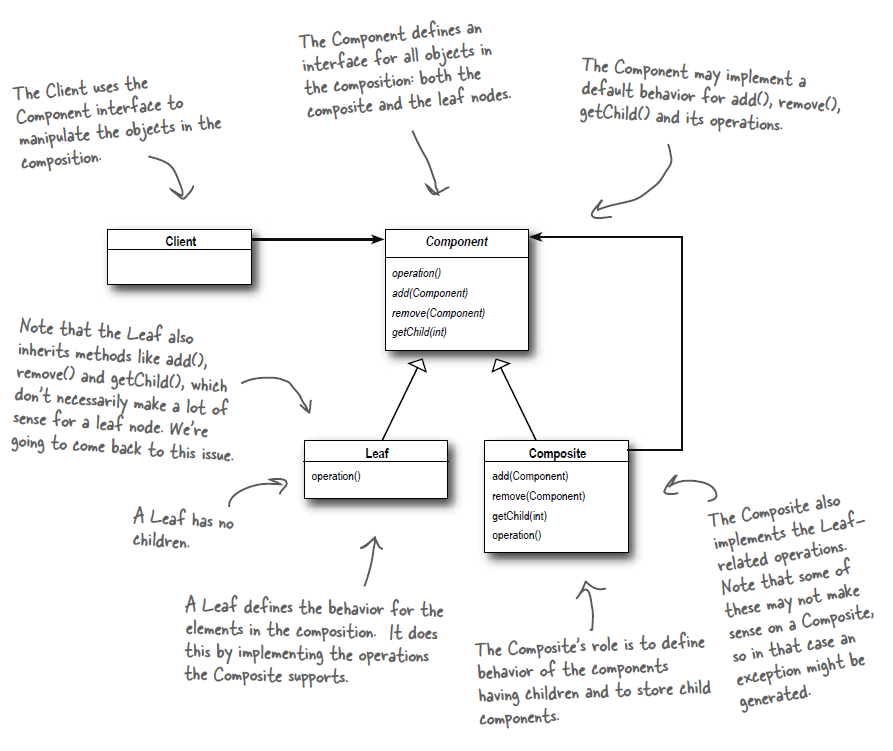 The Client uses the
Component interface to
manipulate the objects in the
composition.
The Component defines an
interface for all objects in
the composition: both the
composite and the leaf nodes.
The Component may implement a
default behavior for add(), remove(),
getChild() and its operations.
Client
Component
operation()
add(Component)
remove(Component)
getChild(int)
Note that the Leaf also
inherits methods like add(),
remove() and getChild(), which
don't necessarily make a lot of
sense for a leaf node. We're
going to come back to this issue.
Leaf
operation()
Composite
add(Component)
remove(Component)
getChild(int)
operation()
A Leaf has no
children.
A Leaf defines the behavior for the
elements in the composition. It does
this by implementing the operations
the Composite supports.
The Composite's role is to define
behavior of the components
having children and to store child
components.
The Composite also
implements the Leaf-
related operations.
Note that some of
these may not make
sense on a Composite,
so in that case an
exception might be
generated.